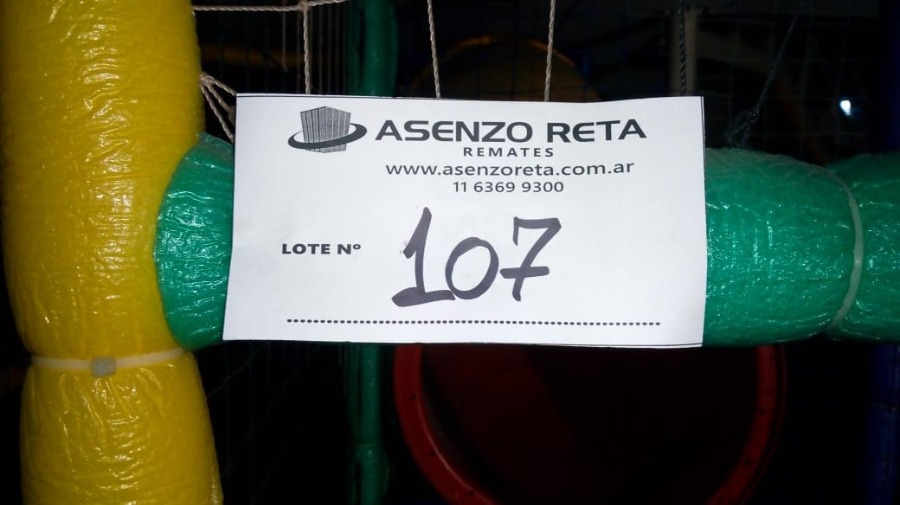 ASENZO RETA
REMATES
www.asenzoreta.com.ar
11 6369 9300
LOTE Nº 107